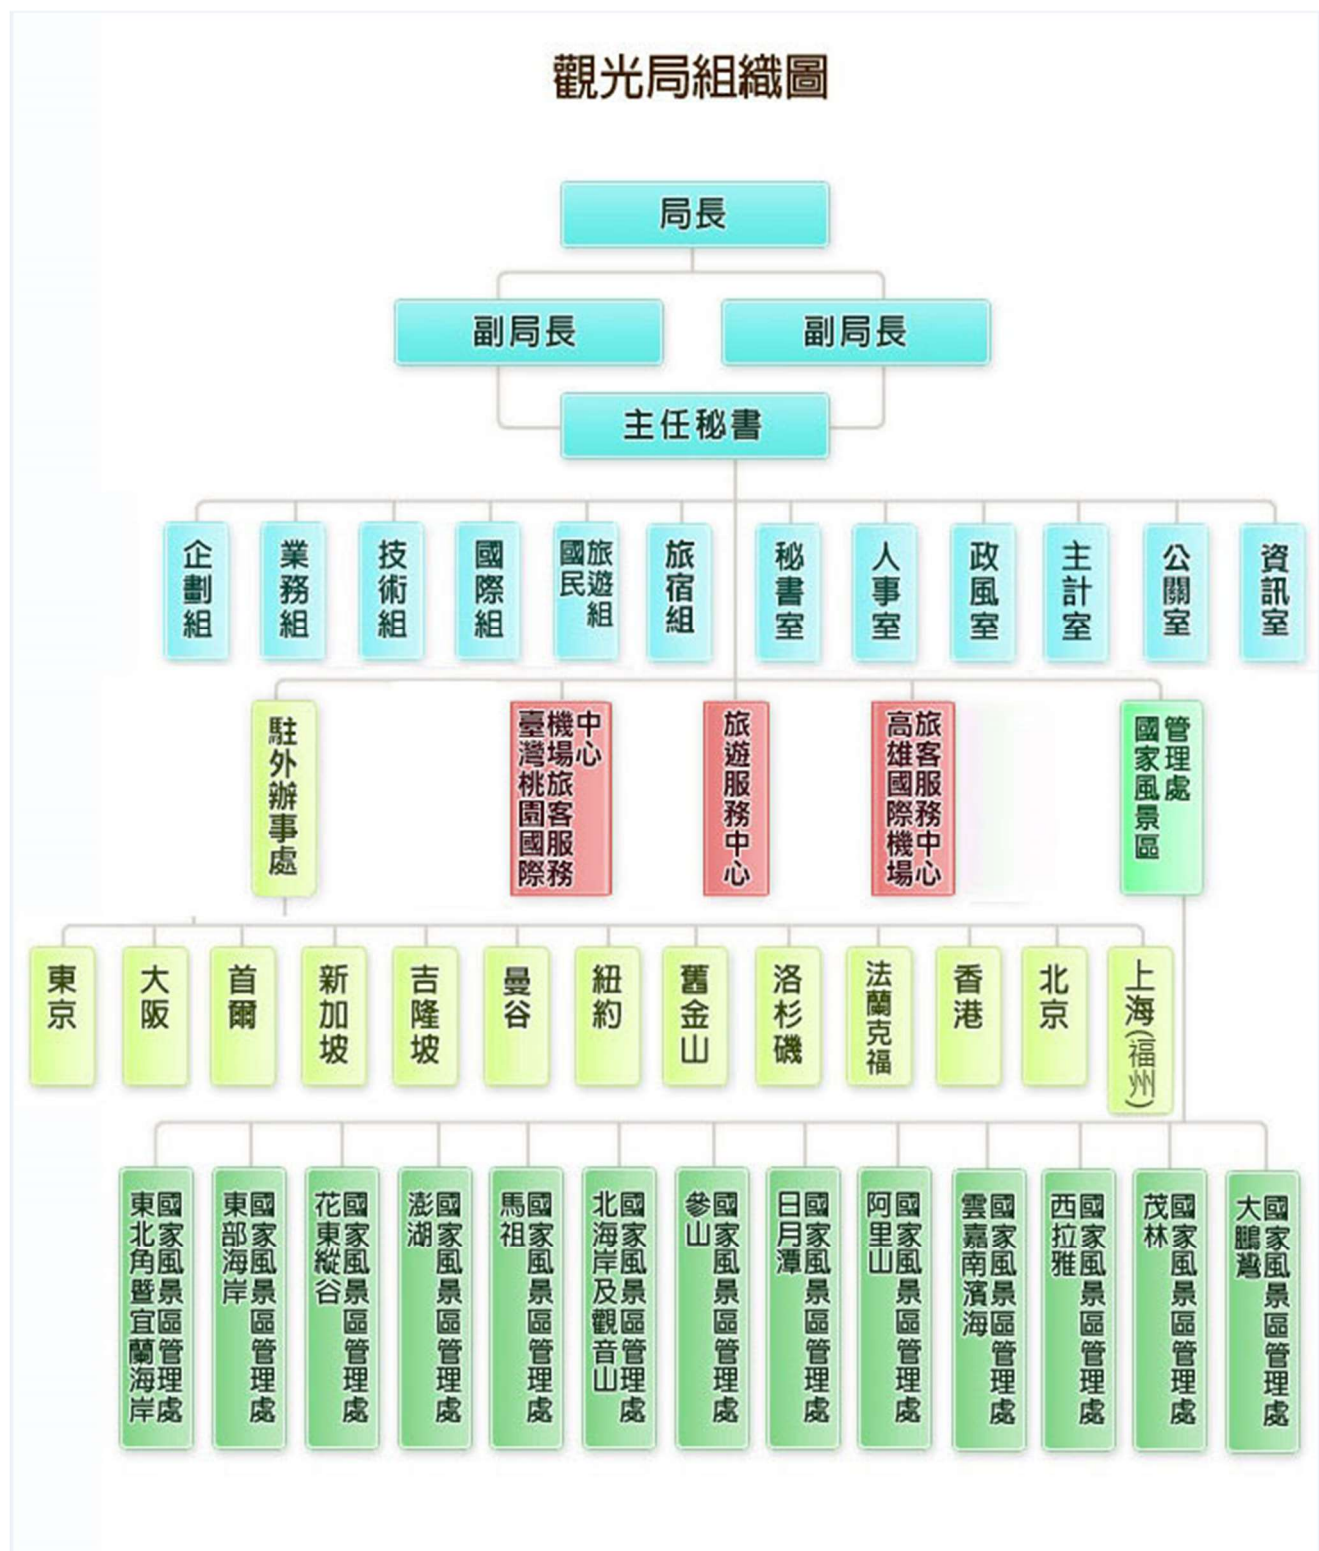 觀光局組織圖
局長
副局長
副局長
主任秘書
企劃組
業務組
技術組
國際組
國民
旅遊組
旅宿組
秘書室
人事室
政風室
主計室
公關室
資訊室
駐外辦事處
臺灣桃園國際
機場旅客服務
中心
旅遊服務中心
高雄國際機場
旅客服務中心
國家風景區
管理處
東京
大阪
首爾
新加坡
吉隆坡
曼谷
紐約
舊金山
洛杉磯
法蘭克福
香港
北京
上海(福州)
東北角暨宜蘭海岸
國家風景區管理處
東部海岸
國家風景區管理處
花東縱谷
國家風景區管理處
澎湖
國家風景區管理處
馬祖
國家風景區管理處
北海岸及觀音山
國家風景區管理處
參山
國家風景區管理處
日月潭
國家風景區管理處
阿里山
國家風景區管理處
雲嘉南濱海
國家風景區管理處
西拉雅
國家風景區管理處
茂林
國家風景區管理處
大鵬灣
國家風景區管理處